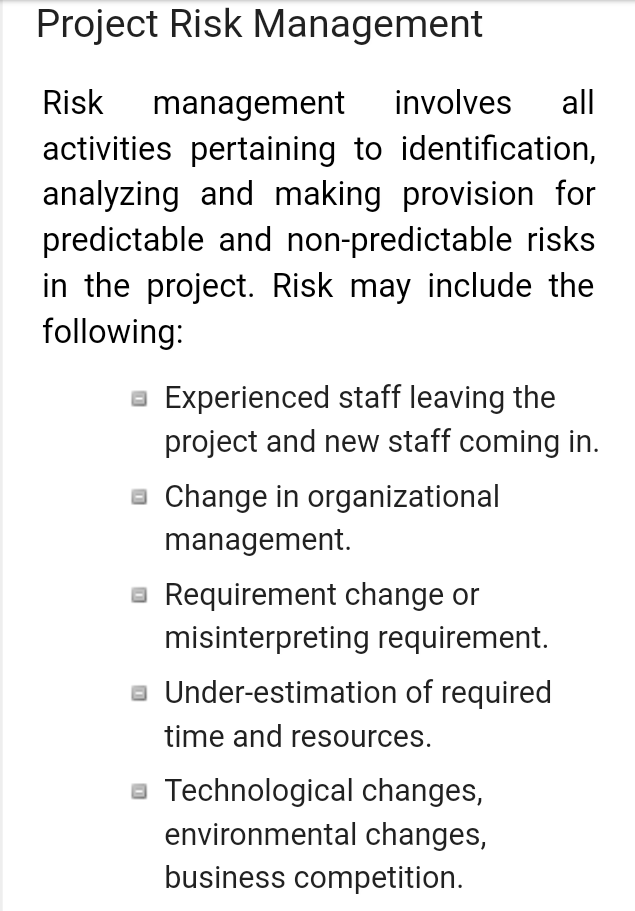 Project Risk Management
Risk management involves all
activities pertaining to identification,
analyzing and making provision for
predictable and non-predictable risks
in the project. Risk may include the
following:
Experienced staff leaving the
project and new staff coming in.
Change in organizational
management.
Requirement change or
misinterpreting requirement.
Under-estimation of required
time and resources.
Technological changes,
environmental changes,
business competition.